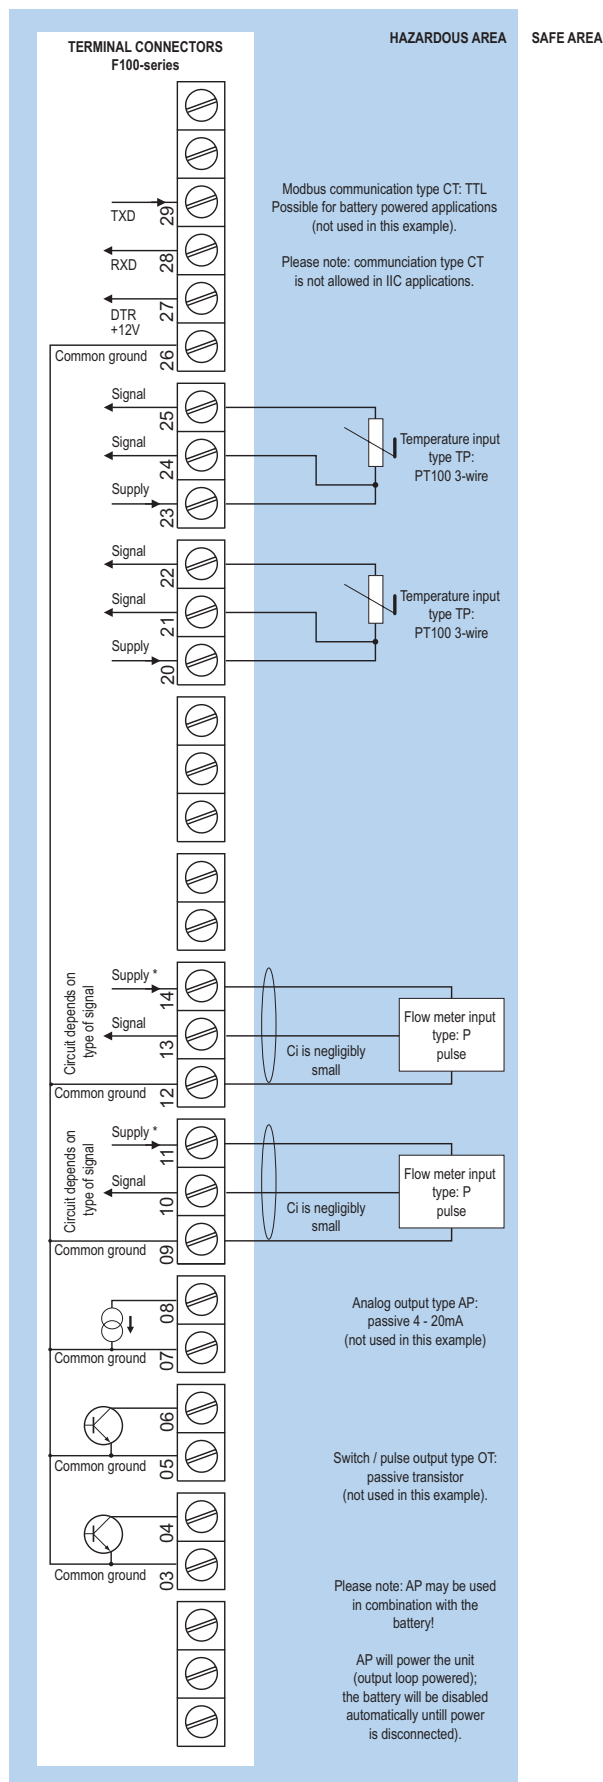 TERMINAL CONNECTORS
F100-series
HAZARDOUS AREA
SAFE AREA
29
TXD
28
RXD
27
DTR
+12V
26
Common ground
Modbus communication type CT: TTL
Possible for battery powered applications
(not used in this example).
Please note: communciation type CT
is not allowed in IIC applications.
Signal
25
Signal
24
Supply
23
Temperature input
type TP:
PT100 3-wire
Signal
22
Signal
21
Supply
20
Temperature input
type TP:
PT100 3-wire
Circuit depends on
type of signal
Supply *
14
Signal
13
Common ground
12
Ci is negligibly
small
Flow meter input
type: P
pulse
Circuit depends on
type of signal
Supply *
11
Signal
10
Common ground
09
Ci is negligibly
small
Flow meter input
type: P
pulse
08
Common ground
07
Analog output type AP:
passive 4 - 20mA
(not used in this example)
06
Common ground
05
Switch / pulse output type OT:
passive transistor
(not used in this example).
04
Common ground
03
Please note: AP may be used
in combination with the
battery!
AP will power the unit
(output loop powered);
the battery will be disabled
automatically untill power
is disconnected).